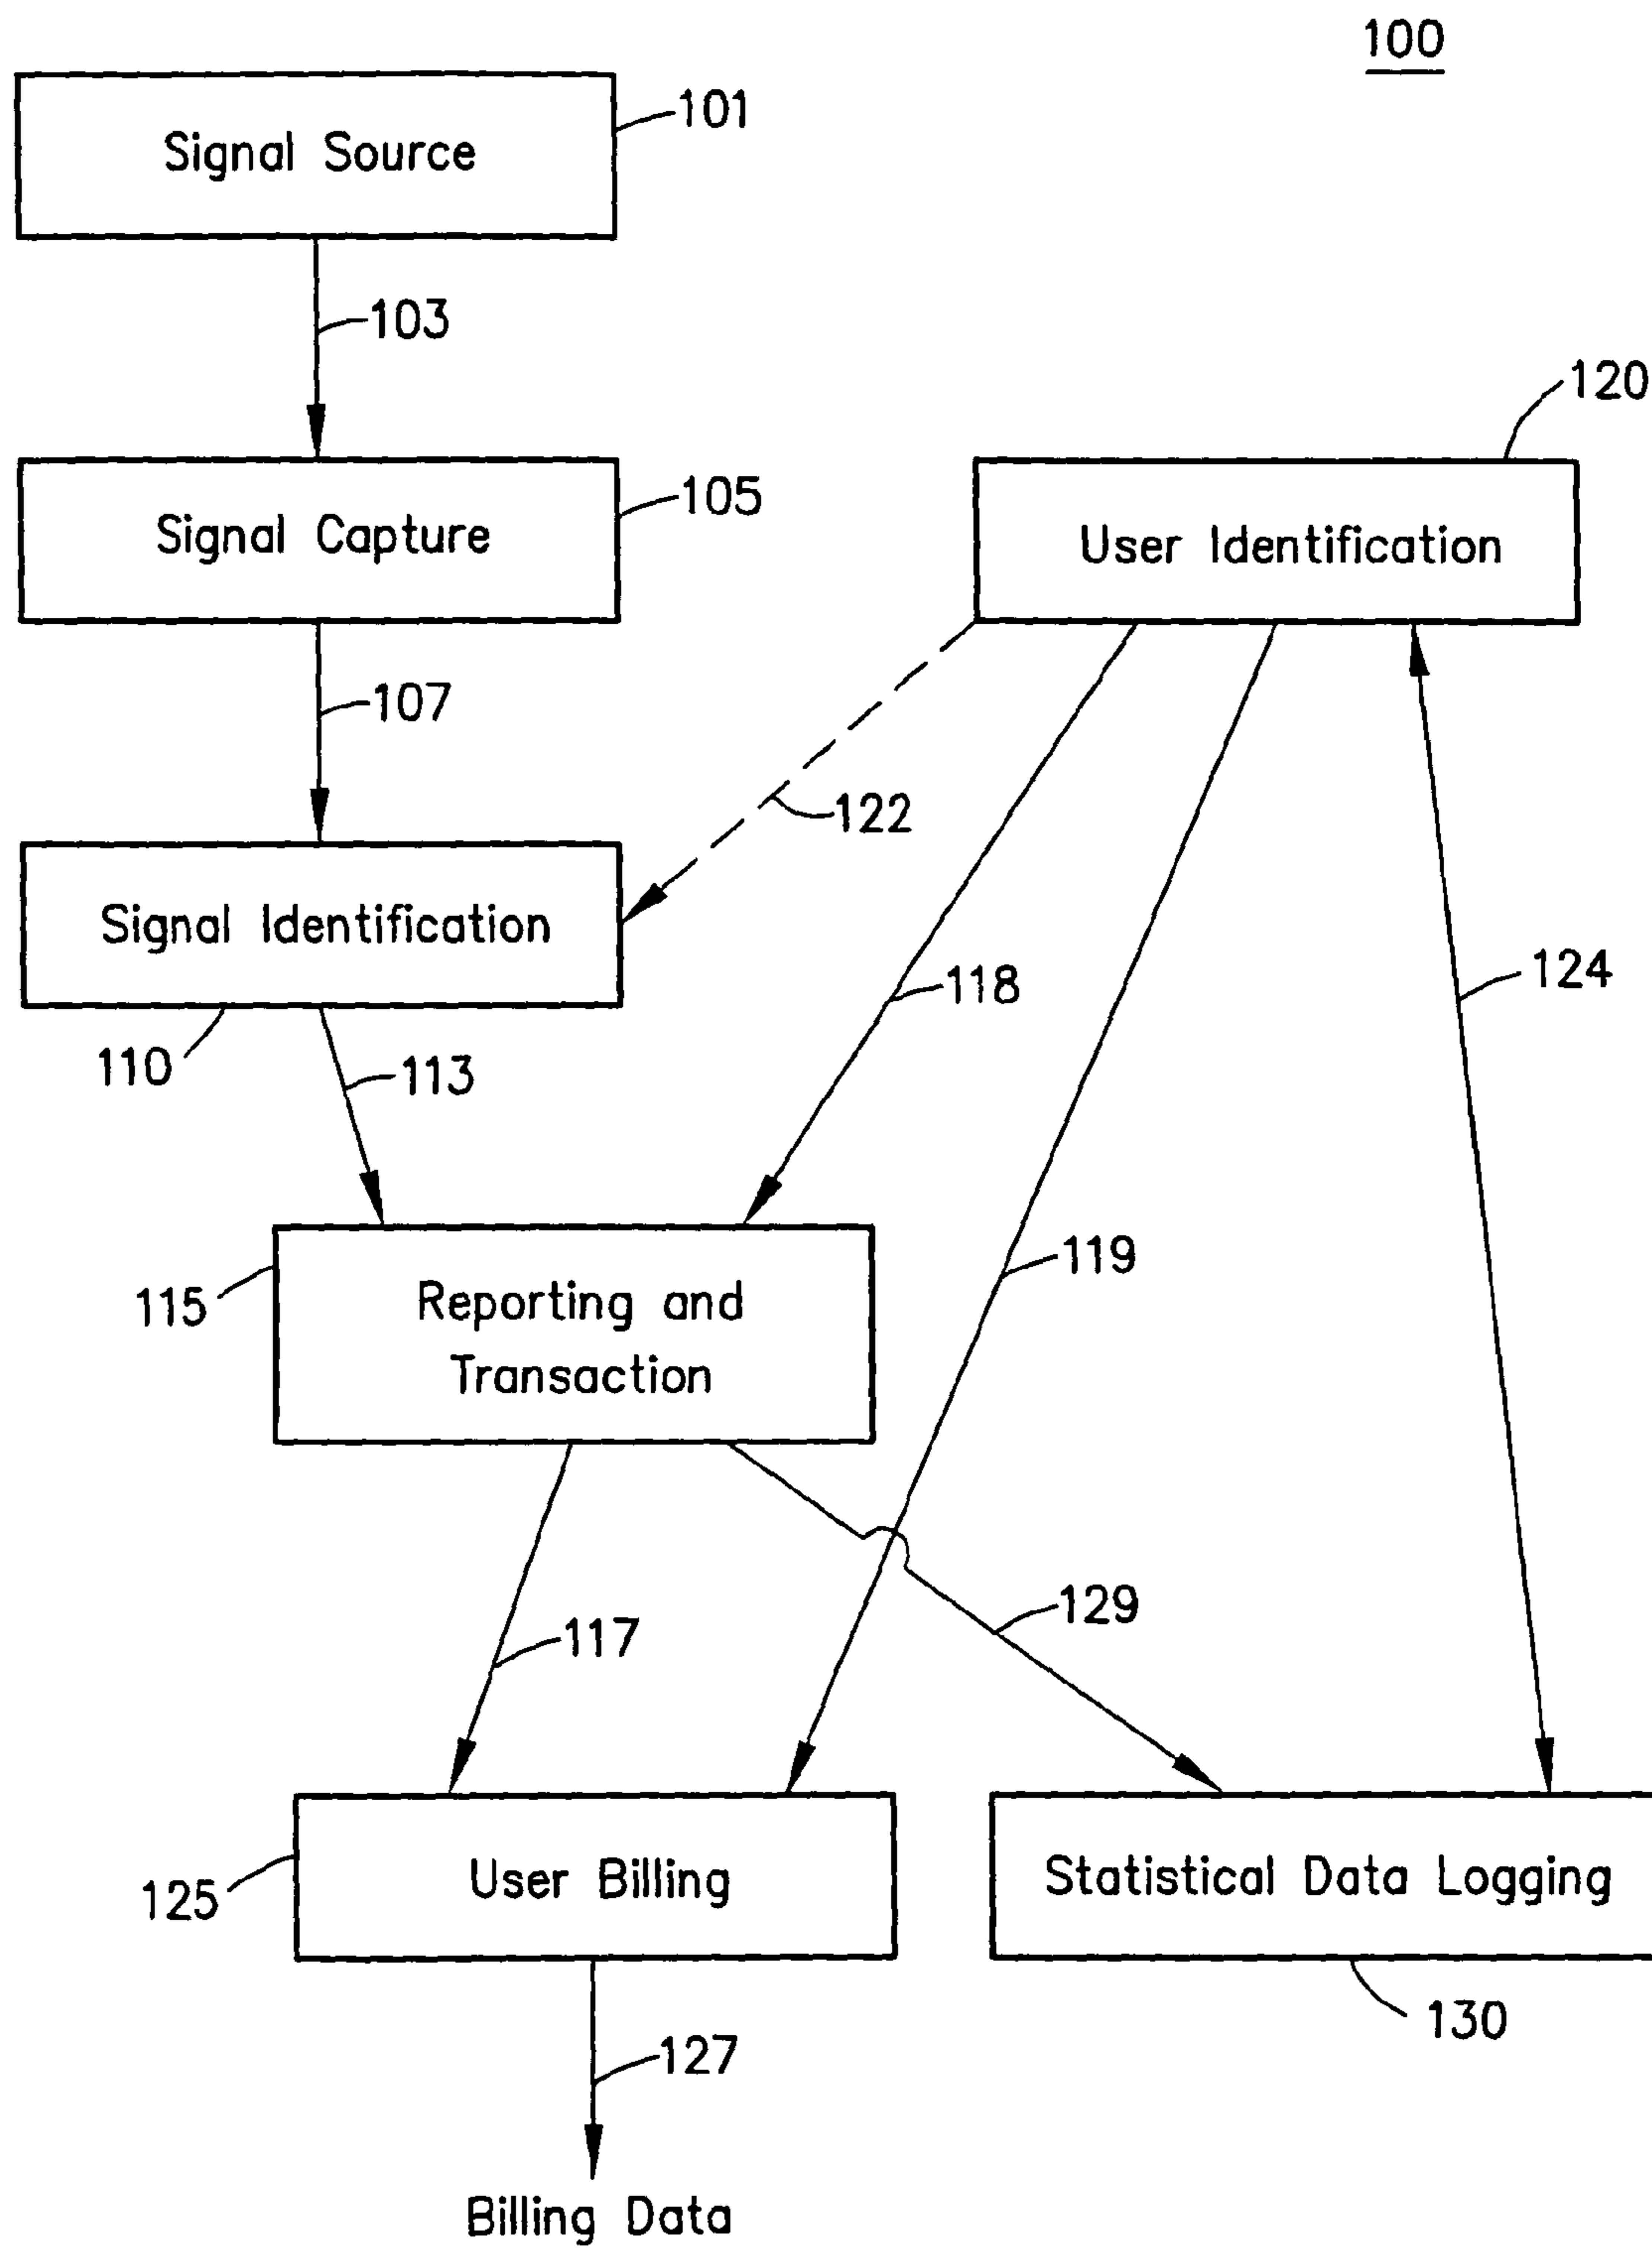 100
Signal Source
101
103
Signal Capture
105
120
User Identification
107
122
Signal Identification
110
113
118
124
119
Reporting and
Transaction
115
129
117
User Billing
125
Statistical Data Logging
130
127
Billing Data